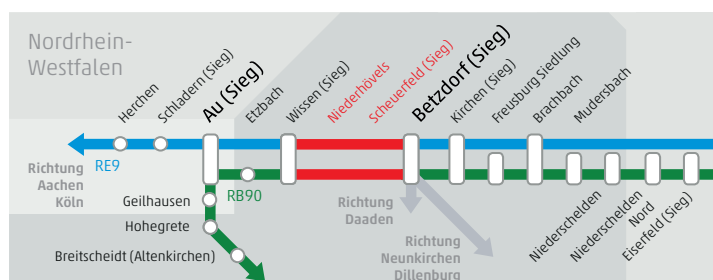 Nordrhein-
Westfalen
Herchen
Schladern (Sieg)
Au (Sieg)
Etzbach
Wissen (Sieg)
Niederhövels
Scheuerfeld (Sieg)
Betzdorf (Sieg)
Kirchen (Sieg)
Freusburg Siedlung
Brachbach
Mudersbach
RE9
Richtung
Aachen
Köln
RB90
Geilhausen
Hohegrete
Breitscheidt (Altenkirchen)
Richtung
Daaden
Richtung
Neunkirchen
Dillenburg
Niederschelden
Niederschelden
Nord
Eiserfeld (Sieg)